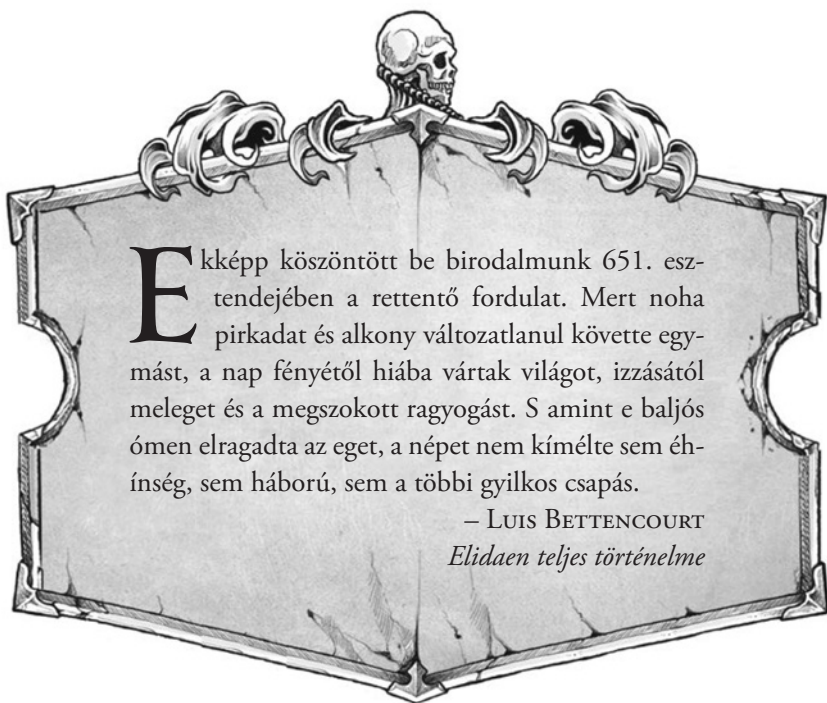 Ekképp köszöntött be birodalmunk 651. esz-
tendejében a rettentő fordulat. Mert noha
pirkadat és alkony változatlanul követte egy-
mást, a nap fényétől hiába vártak világot, izzásától
meleget és a megszokott ragyogást. S amint e baljós
ómen elragadta az eget, a népet nem kímélte sem éh-
ínség, sem háború, sem a többi gyilkos csapás.
– LUIS BETTENCOURT
Elidaen teljes történelme